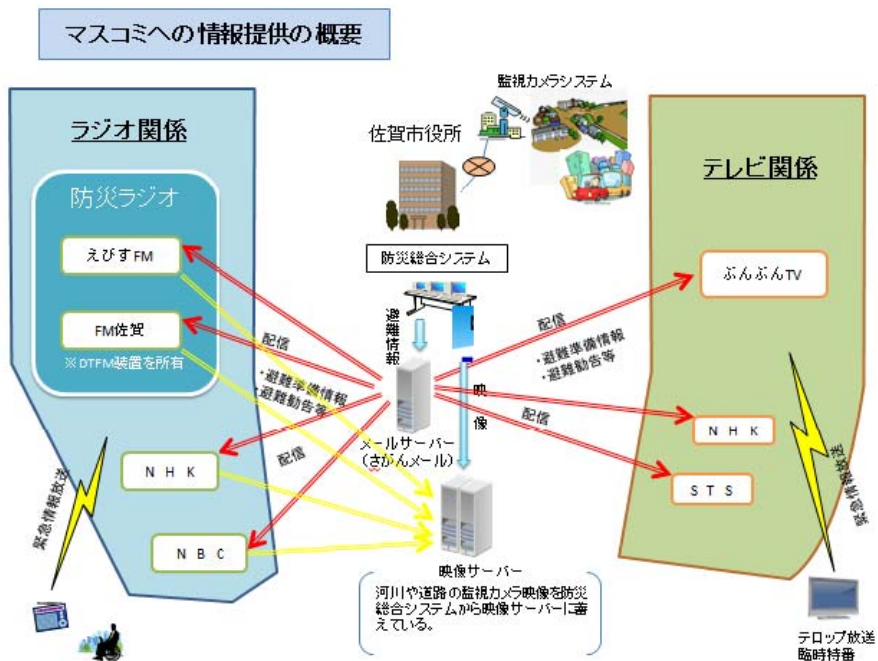 マスコミへの情報提供の概要
監視カメラシステム
佐賀市役所
ラジオ関係
防災ラジオ
えびすFM
FM佐賀
※DTFM装置を所有
NHK
NBC
緊急情報放送
防災総合システム
避難情報
映像
配信
・避難準備情報
・避難勧告等
配信
メールサーバー
(さがんメール)
映像サーバー
河川や道路の監視カメラ映像を防災
総合システムから映像サーバーに蓄
えている。
テレビ関係
ぶんぶんTV
配信
・避難準備情報
・避難勧告等
配信
NHK
STS
緊急情報放送
テロップ放送
臨時特番